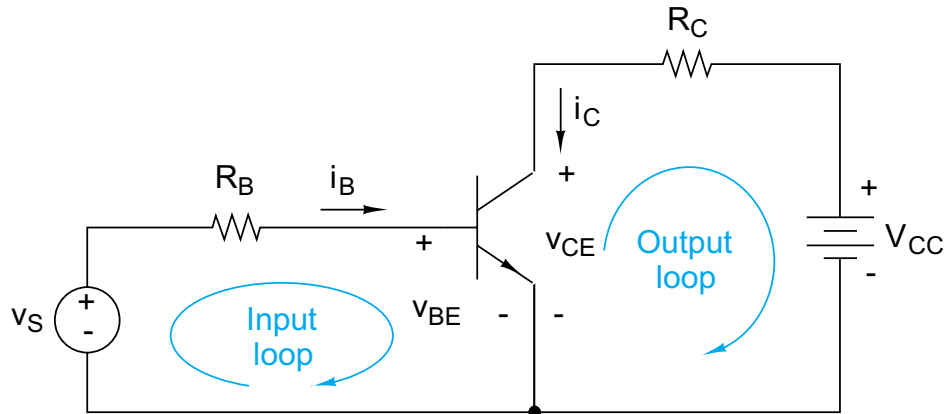 R_C
i_C
+
R_B
i_B
+
+
v_CE
Output
loop
V_CC
+
v_S
-
Input
loop
v_BE
-
-
-